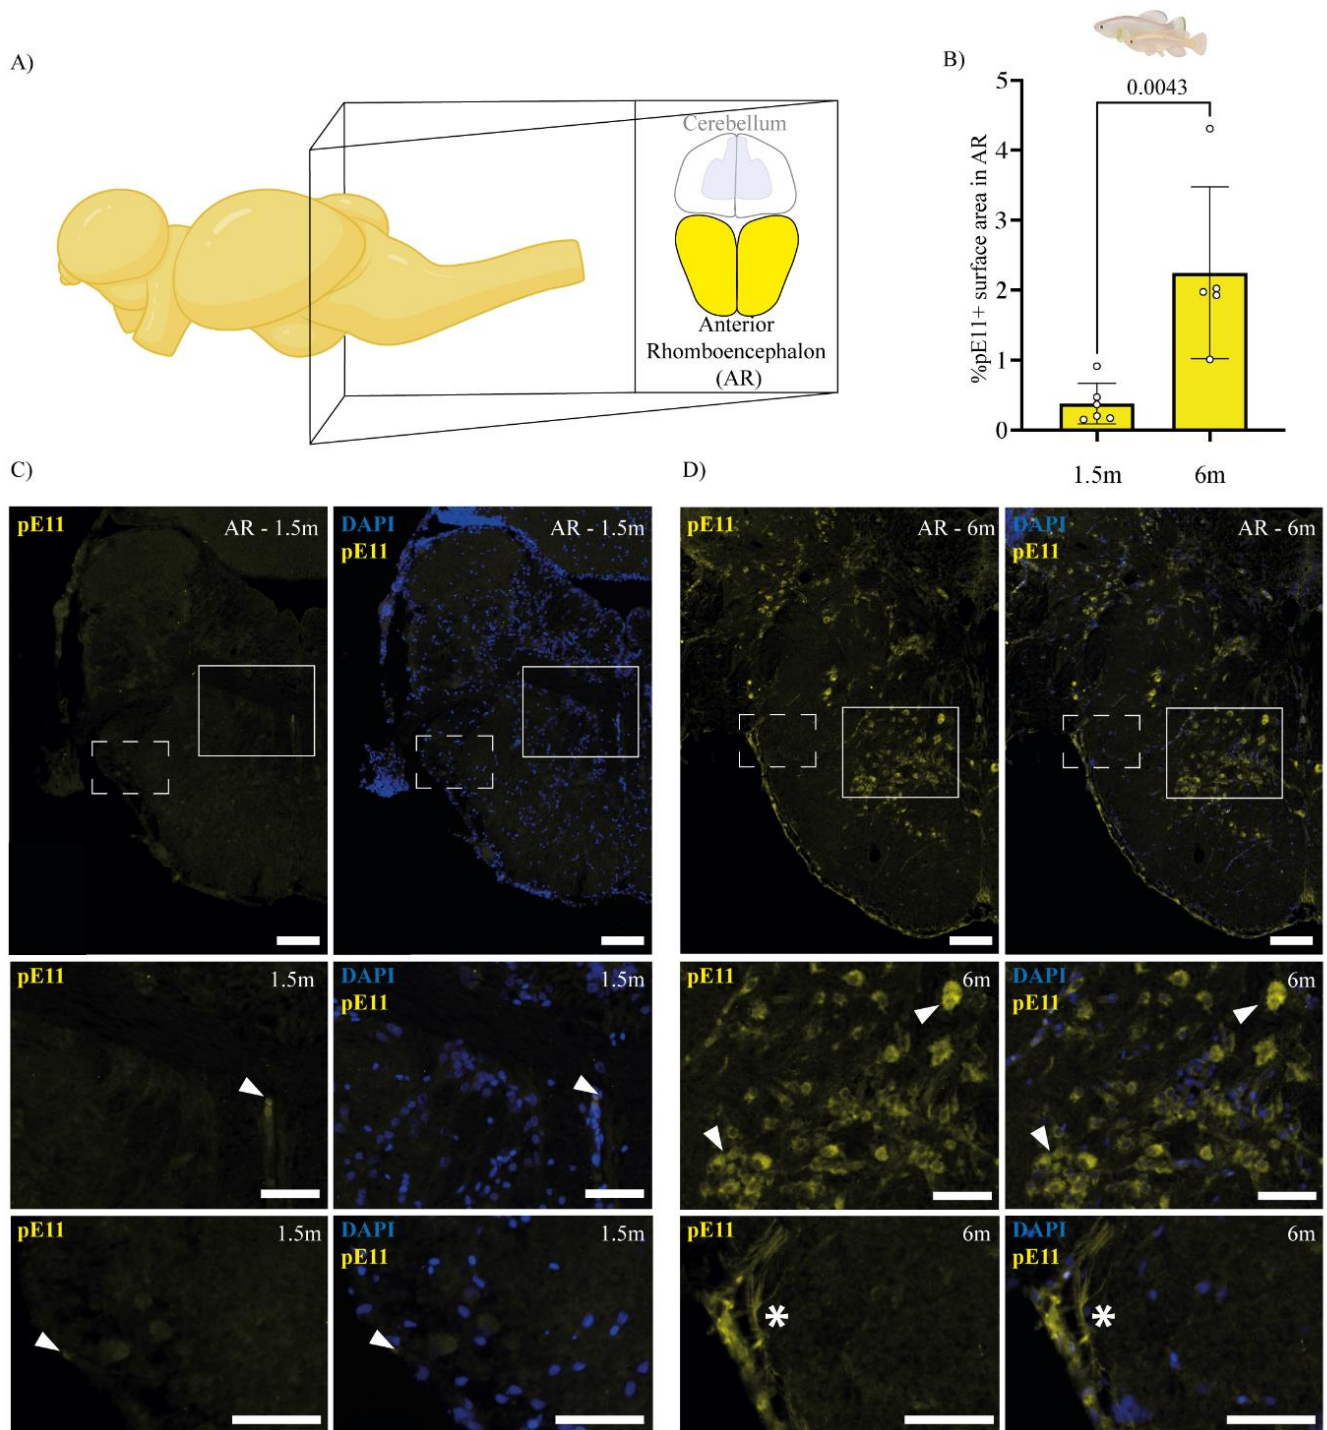 A)
Cerebellum
Anterior
Rhomboencephalon
(AR)
B)
0.0043
%pE11+ surface area in AR
5
4
3
2
1
0
1.5m
6m
C)
pE11
AR - 1.5m
DAPI
pE11
AR - 1.5m
pE11
1.5m
DAPI
pE11
1.5m
pE11
1.5m
DAPI
pE11
1.5m
D)
pE11
AR - 6m
DAPI
pE11
AR - 6m
pE11
6m
DAPI
pE11
6m
pE11
*
6m
DAPI
pE11
*
6m